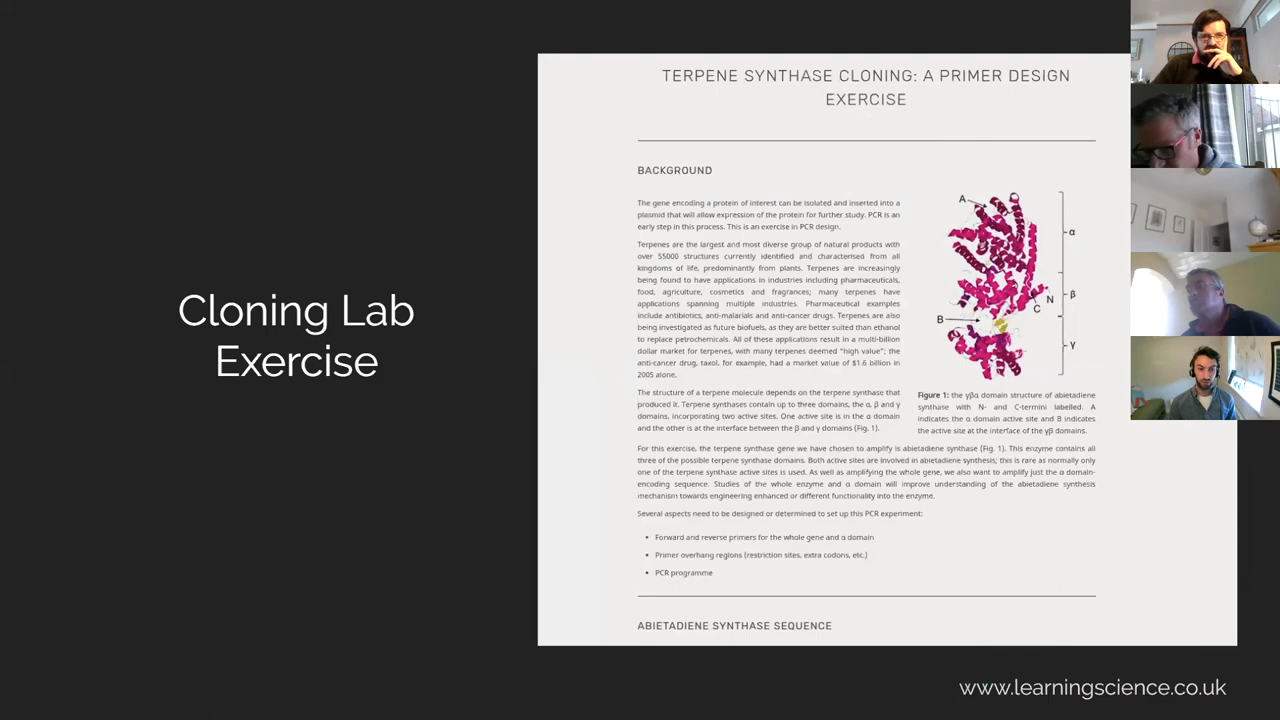 Cloning Lab
Exercise
TERPENE SYNTHASE CLONING: A PRIMER DESIGN
EXERCISE
BACKGROUND
The gene encoding a protein of interest can be isolated and inserted into a
plasmid that will allow expression of the protein for further study. PCR is an
early step in this process. This is an exercise in PCR design.
Terpenes are the largest and most diverse group of natural products with
over 55000 structures currently identified and characterised from all
kingdoms of life, predominantly from plants. Terpenes are increasingly
being found to have applications in industries including pharmaceuticals,
food, agriculture, cosmetics and fragrances; many terpenes have
applications spanning multiple industries. Pharmaceutical examples
include antibiotics, anti-malarials and anti-cancer drugs. Terpenes are also
being investigated as future biofuels, as they are better suited than ethanol
to replace petrochemicals. All of these applications result in a multi-billion
dollar market for terpenes, with many terpenes deemed "high value"; the
anti-cancer drug, taxol, for example, had a market value of $1.6 billion in
2005 alone.
The structure of a terpene molecule depends on the terpene synthase that
produced it. Terpene synthases contain up to three domains, the α, β and γ
domains, incorporating two active sites. One active site is in the α domain
and the other is at the interface between the β and γ domains (Fig. 1).
A
α
β
N
C
B
γ
Figure 1: the γβα domain structure of abietadiene
synthase with N- and C-termini labelled. A
indicates the α domain active site and B indicates
the active site at the interface of the γβ domains.
For this exercise, the terpene synthase gene we have chosen to amplify is abietadiene synthase (Fig. 1). This enzyme contains all
three of the possible terpene synthase domains. Both active sites are involved in abietadiene synthesis; this is rare as normally only
one of the terpene synthase active sites is used. As well as amplifying the whole gene, we also want to amplify just the α domain-
encoding sequence. Studies of the whole enzyme and α domain will improve understanding of the abietadiene synthesis
mechanism towards engineering enhanced or different functionality into the enzyme.
Several aspects need to be designed or determined to set up this PCR experiment:
• Forward and reverse primers for the whole gene and α domain
• Primer overhang regions (restriction sites, extra codons, etc.)
• PCR programme
ABIETADIENE SYNTHASE SEQUENCE
www.learningscience.co.uk